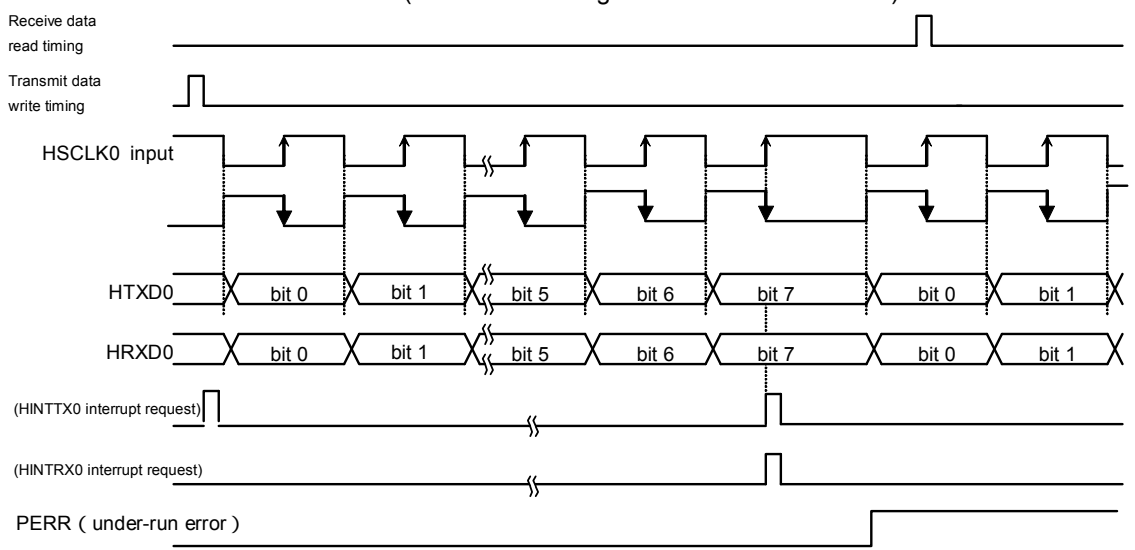 Receive data
read timing
Transmit data
write timing
HSCLK0 input
HTXD0 bit 0 bit 1 bit 5 bit 6 bit 7 bit 0 bit 1
HRXD0 bit 0 bit 1 bit 5 bit 6 bit 7 bit 0 bit 1
(HINTTX0 interrupt request)
(HINTRX0 interrupt request)
PERR ( under-run error )